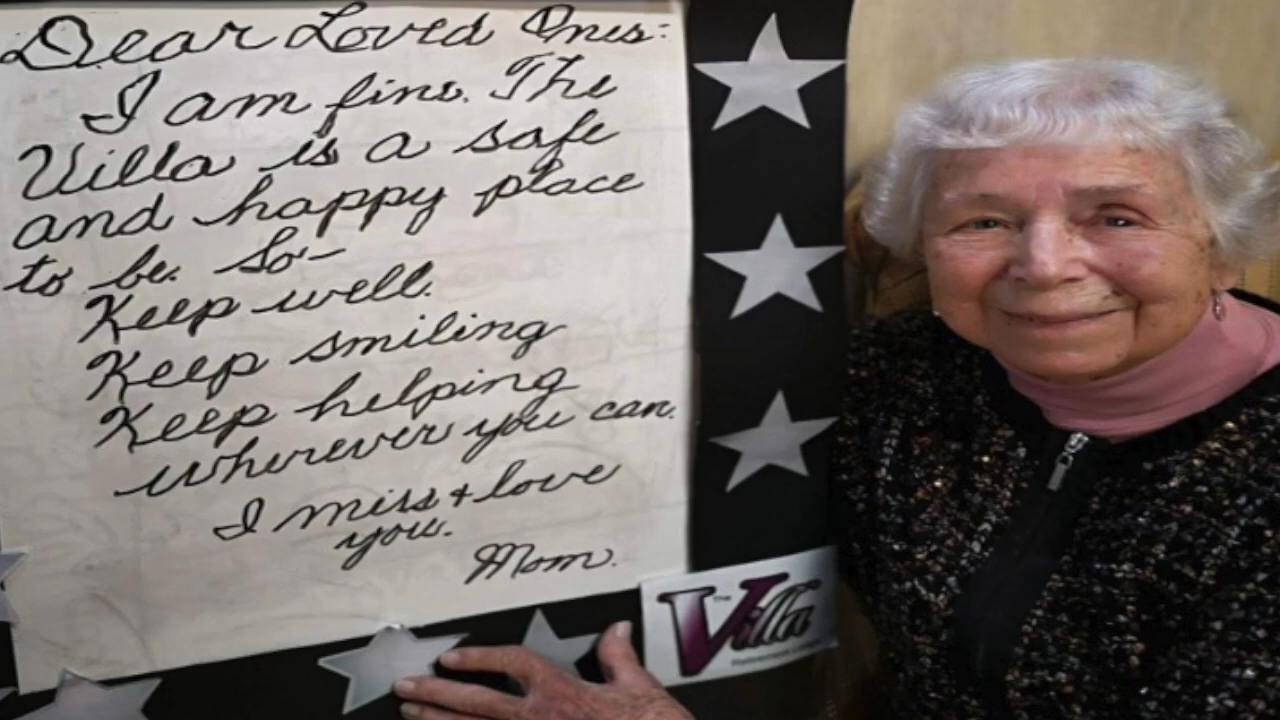 Dear Loved Ones:
I am fine. The
Villa is a safe
and happy place
to be. So-
Keep well.
Keep smiling
Keep helping
wherever you can.
I miss + love
you.
Mom.
THE Villa